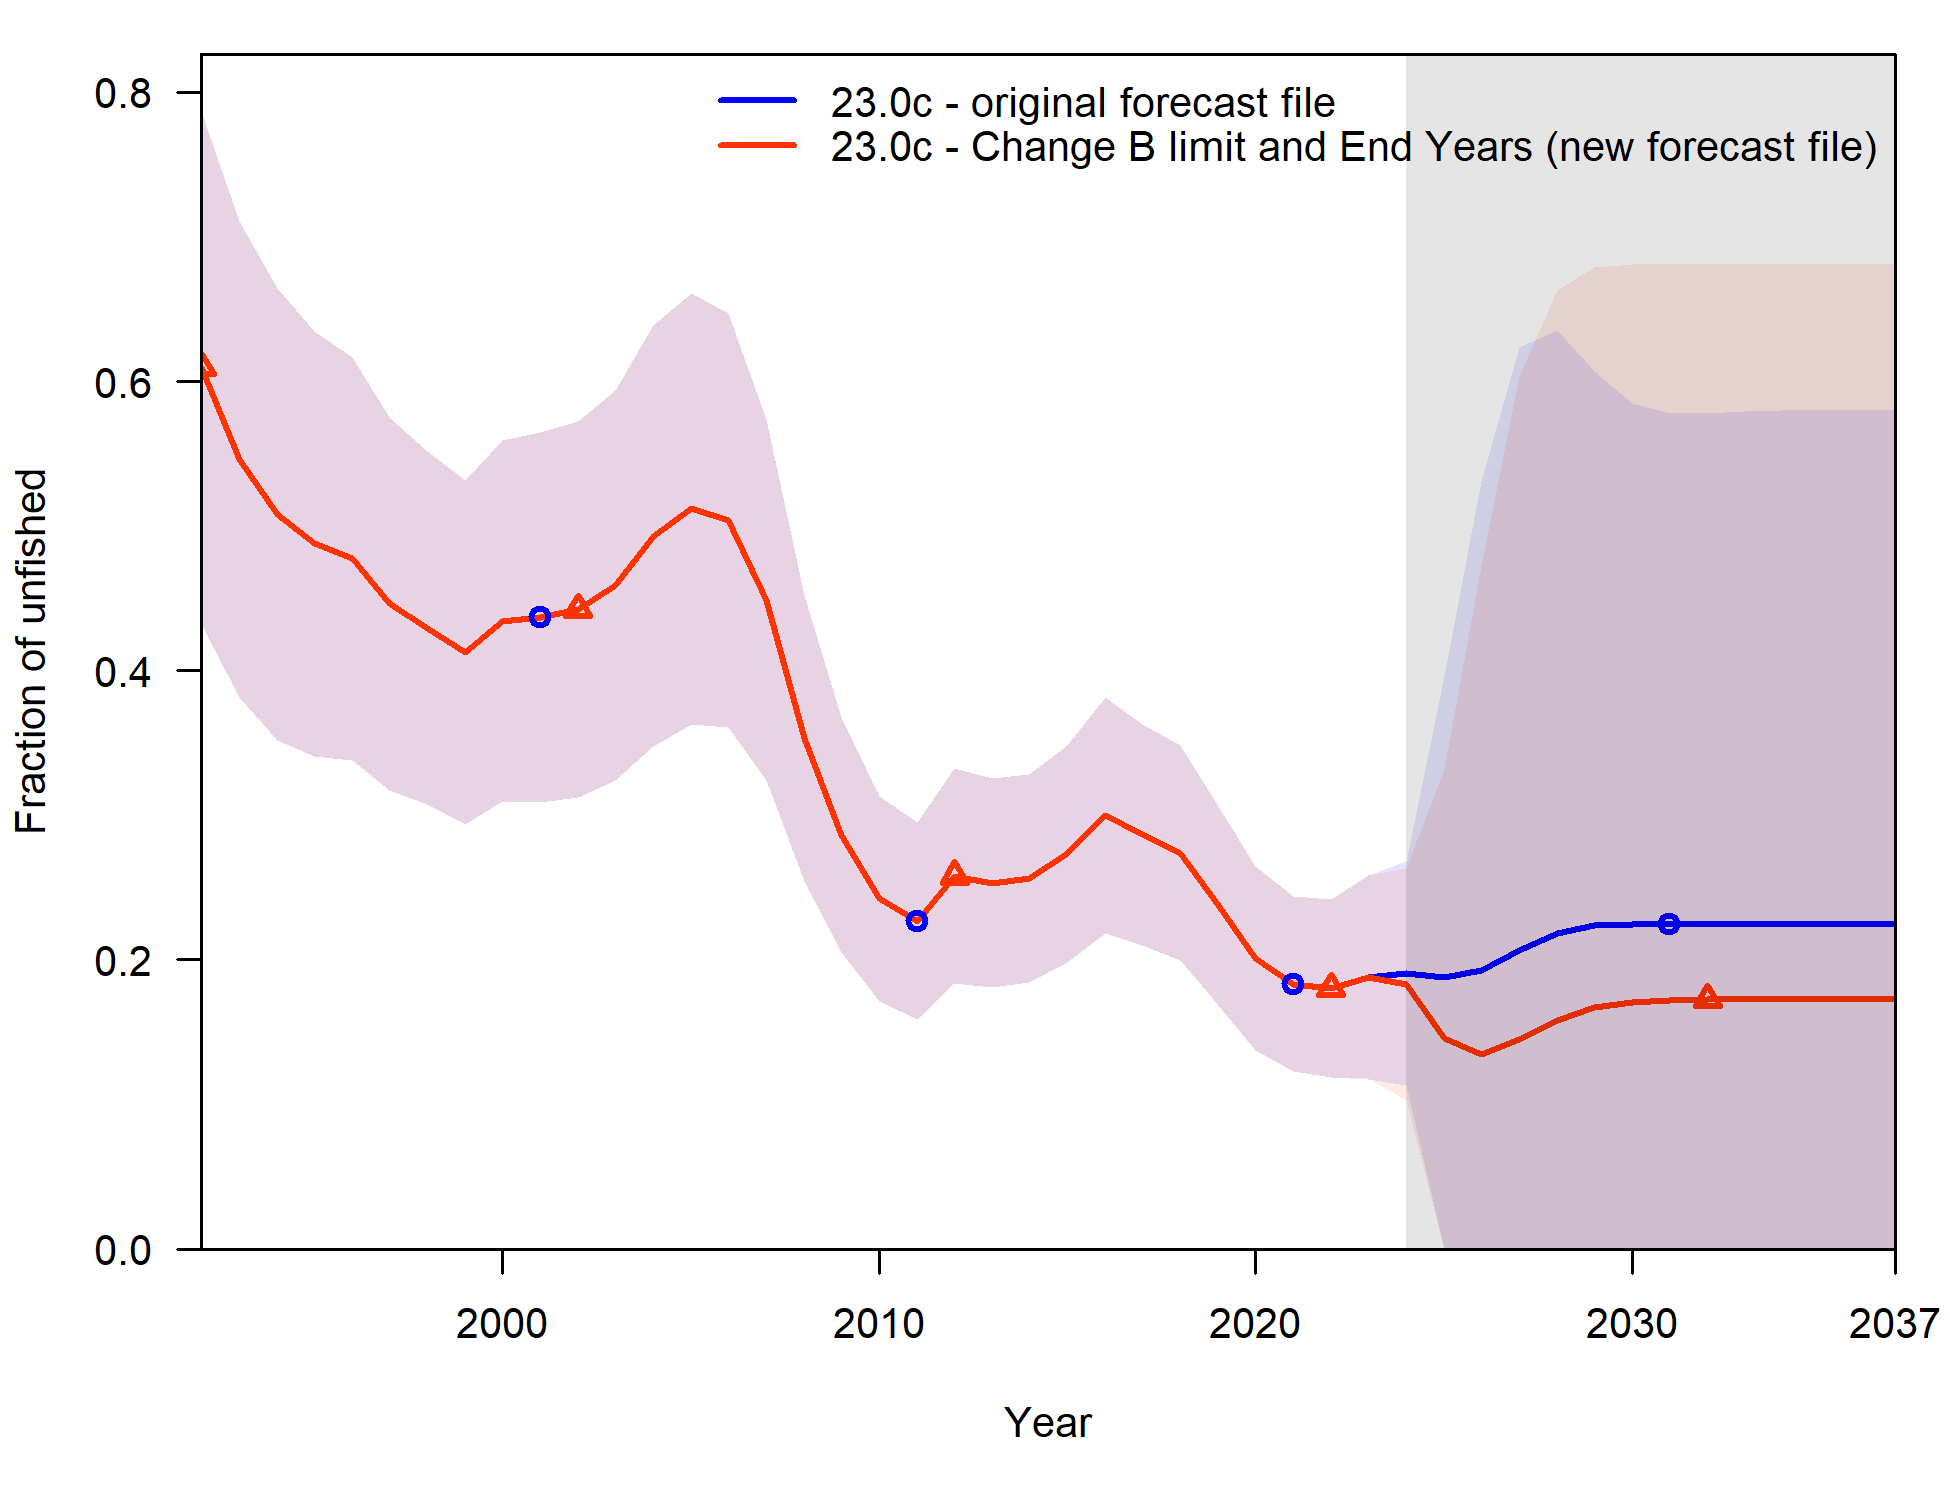 23.0c - original forecast file
23.0c - Change B limit and End Years (new forecast file)
0.8
0.6
0.4
0.2
0.0
Fraction of unfished
2000 2010 2020 2030 2037
Year